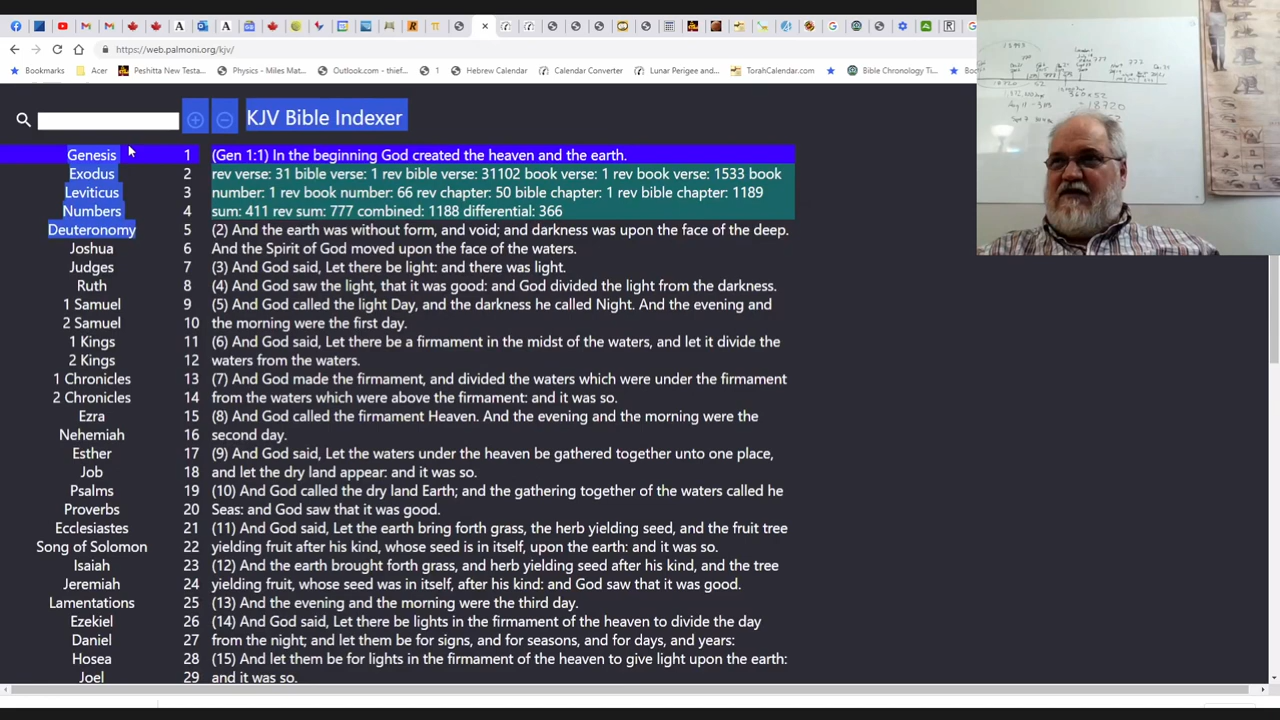 https://web.palmoni.org/kjv/
Bookmarks
Acer
Peshitta New Testa...
Physics - Miles Mat...
Outlook.com - thief...
1
Hebrew Calendar
Calendar Converter
Lunar Perigee and...
TorahCalendar.com
Bible Chronology Ti...
KJV Bible Indexer
Genesis 1 (Gen 1:1) In the beginning God created the heaven and the earth.
Exodus 2 rev verse: 31 bible verse: 1 rev bible verse: 31102 book verse: 1 rev book verse: 1533 book
Leviticus 3 number: 1 rev book number: 66 rev chapter: 50 bible chapter: 1 rev bible chapter: 1189
Numbers 4 sum: 411 rev sum: 777 combined: 1188 differential: 366
Deuteronomy 5 (2) And the earth was without form, and void; and darkness was upon the face of the deep.
Joshua 6 And the Spirit of God moved upon the face of the waters.
Judges 7 (3) And God said, Let there be light: and there was light.
Ruth 8 (4) And God saw the light, that it was good: and God divided the light from the darkness.
1 Samuel 9 (5) And God called the light Day, and the darkness he called Night. And the evening and
2 Samuel 10 the morning were the first day.
1 Kings 11 (6) And God said, Let there be a firmament in the midst of the waters, and let it divide the
2 Kings 12 waters from the waters.
1 Chronicles 13 (7) And God made the firmament, and divided the waters which were under the firmament
2 Chronicles 14 from the waters which were above the firmament: and it was so.
Ezra 15 (8) And God called the firmament Heaven. And the evening and the morning were the
Nehemiah 16 second day.
Esther 17 (9) And God said, Let the waters under the heaven be gathered together unto one place,
Job 18 and let the dry land appear: and it was so.
Psalms 19 (10) And God called the dry land Earth; and the gathering together of the waters called he
Proverbs 20 Seas: and God saw that it was good.
Ecclesiastes 21 (11) And God said, Let the earth bring forth grass, the herb yielding seed, and the fruit tree
Song of Solomon 22 yielding fruit after his kind, whose seed is in itself, upon the earth: and it was so.
Isaiah 23 (12) And the earth brought forth grass, and herb yielding seed after his kind, and the tree
Jeremiah 24 yielding fruit, whose seed was in itself, after his kind: and God saw that it was good.
Lamentations 25 (13) And the evening and the morning were the third day.
Ezekiel 26 (14) And God said, Let there be lights in the firmament of the heaven to divide the day
Daniel 27 from the night; and let them be for signs, and for seasons, and for days, and years:
Hosea 28 (15) And let them be for lights in the firmament of the heaven to give light upon the earth:
Joel 29 and it was so.
360 x 52
18720